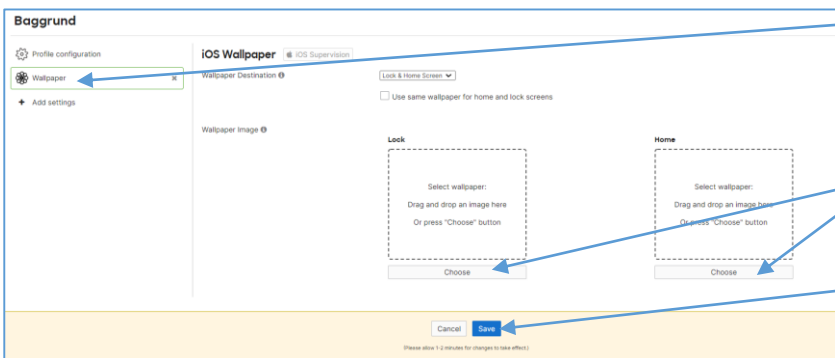 Baggrund
Profile configuration
Wallpaper
Add settings
iOS Wallpaper iOS Supervision
Wallpaper Destination
Lock & Home Screen
Use same wallpaper for home and lock screens
Wallpaper Image
Lock
Select wallpaper:
Drag and drop an image here
Or press "Choose" button
Choose
Home
Select wallpaper:
Drag and drop an image here
Or press "Choose" button
Choose
Cancel Save
(Please allow 1-2 minutes for changes to take effect.)